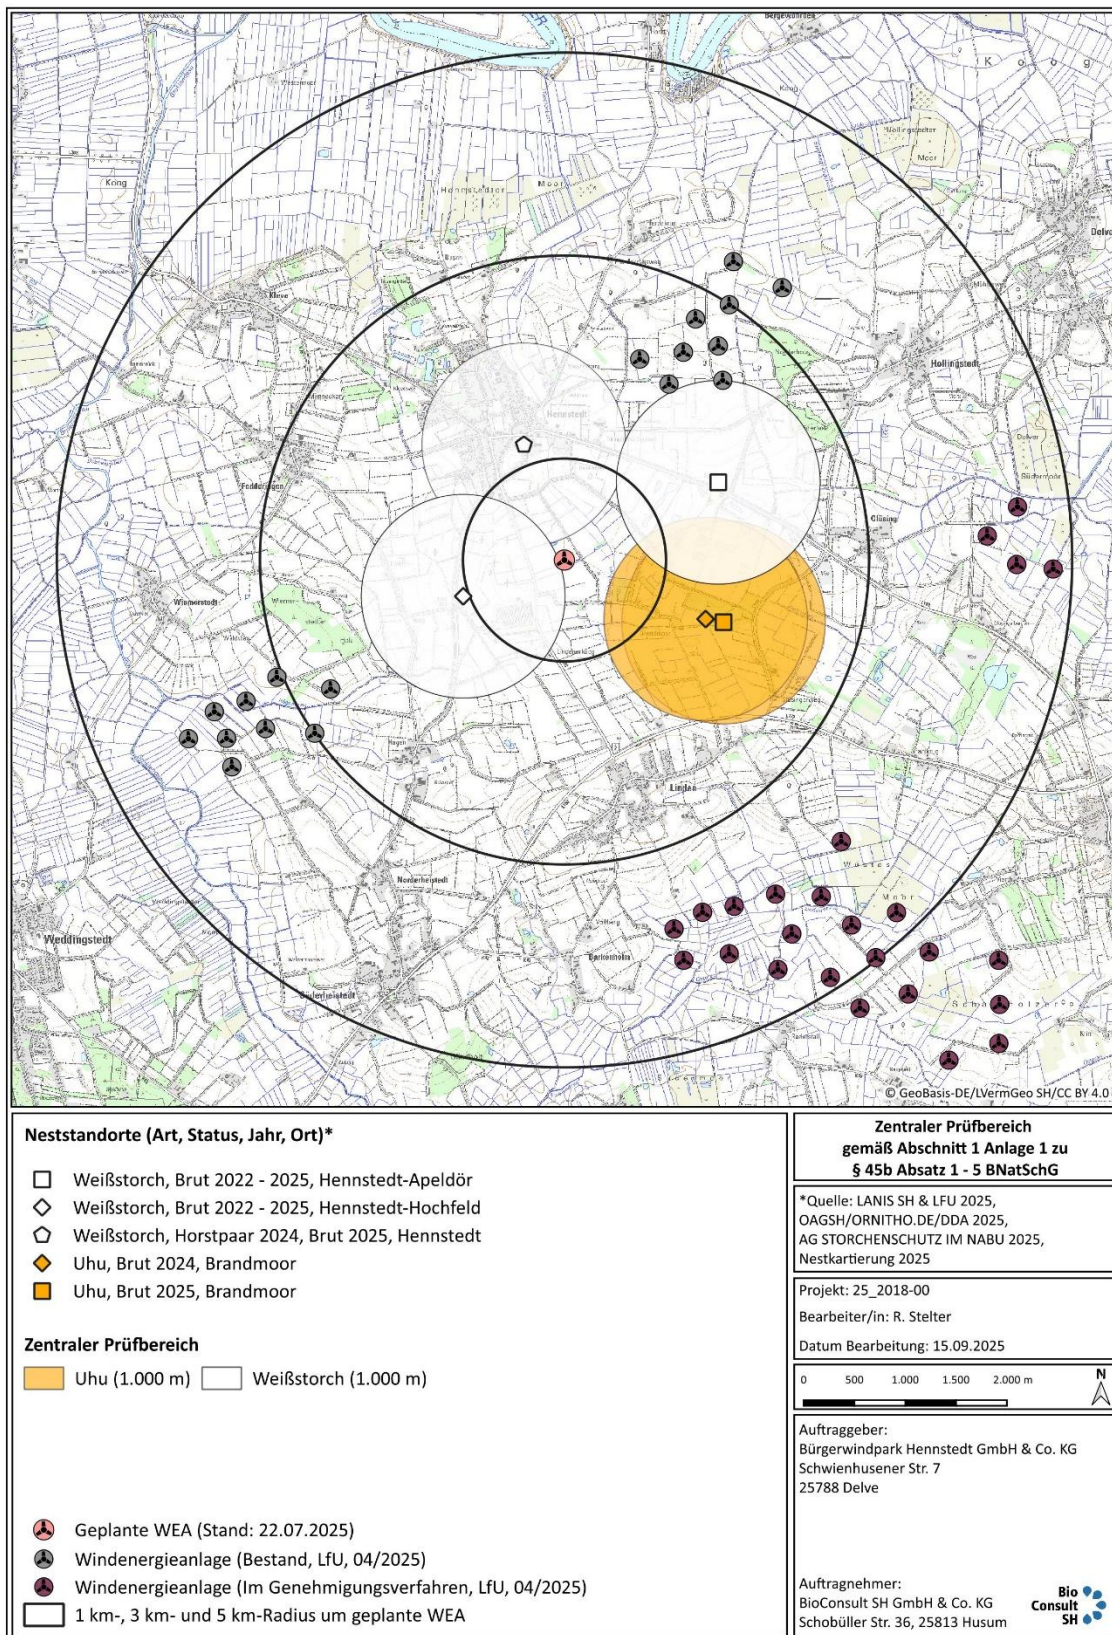 Bergewöhrden
K o o g
Koog
Delve
Moor
Kleve
Hollingstedt
Hennstedt
Fedderingen
Glüsing
Wiemerstedt
Linden
Norderheistedt
Weddingstedt
Barkenholm
Süderheistedt
Moor
© GeoBasis-DE/LVermGeo SH/CC BY 4.0
Neststandorte (Art, Status, Jahr, Ort)*
Weißstorch, Brut 2022 - 2025, Hennstedt-Apeldör
Weißstorch, Brut 2022 - 2025, Hennstedt-Hochfeld
Weißstorch, Horstpaar 2024, Brut 2025, Hennstedt
Uhu, Brut 2024, Brandmoor
Uhu, Brut 2025, Brandmoor
Zentraler Prüfbereich
Uhu (1.000 m) Weißstorch (1.000 m)
Geplante WEA (Stand: 22.07.2025)
Windenergieanlage (Bestand, LfU, 04/2025)
Windenergieanlage (Im Genehmigungsverfahren, LfU, 04/2025)
1 km-, 3 km- und 5 km-Radius um geplante WEA
Zentraler Prüfbereich
gemäß Abschnitt 1 Anlage 1 zu
§ 45b Absatz 1 - 5 BNatSchG
*Quelle: LANIS SH & LFU 2025,
OAGSH/ORNITHO.DE/DDA 2025,
AG STORCHENSCHUTZ IM NABU 2025,
Nestkartierung 2025
Projekt: 25_2018-00
Bearbeiter/in: R. Stelter
Datum Bearbeitung: 15.09.2025
0 500 1.000 1.500 2.000 m
N
Auftraggeber:
Bürgerwindpark Hennstedt GmbH & Co. KG
Schwienhusener Str. 7
25788 Delve
Auftragnehmer:
BioConsult SH GmbH & Co. KG
Schobüller Str. 36, 25813 Husum
Bio
Consult
SH